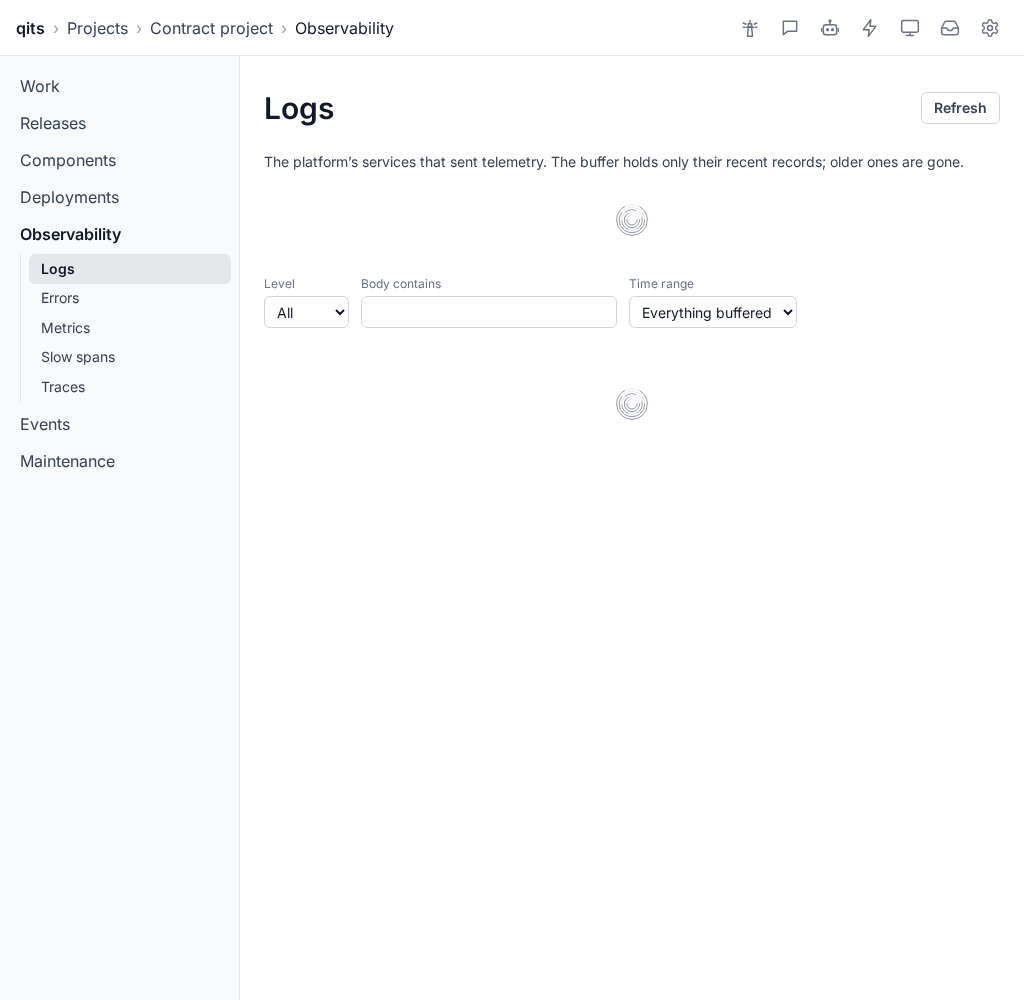 qits › Projects › Contract project › Observability
Work
Releases
Components
Deployments
Observability
Logs
Errors
Metrics
Slow spans
Traces
Events
Maintenance
Logs
Refresh
The platform’s services that sent telemetry. The buffer holds only their recent records; older ones are gone.
Level
Body contains
Time range
All
Everything buffered